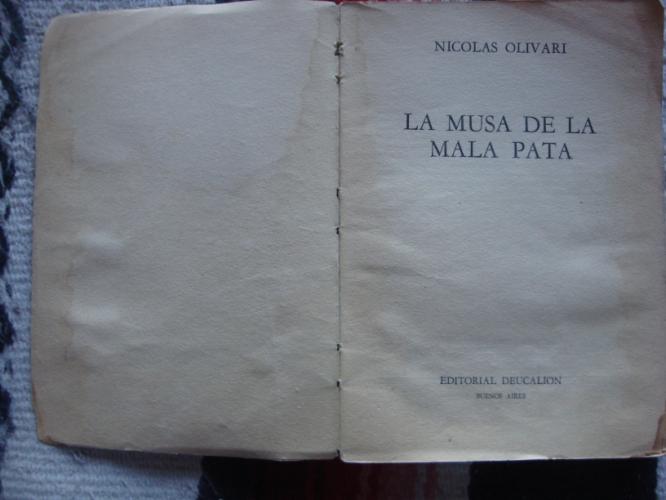 NICOLAS OLIVARI
LA MUSA DE LA
MALA PATA
EDITORIAL DEUCALION
BUENOS AIRES